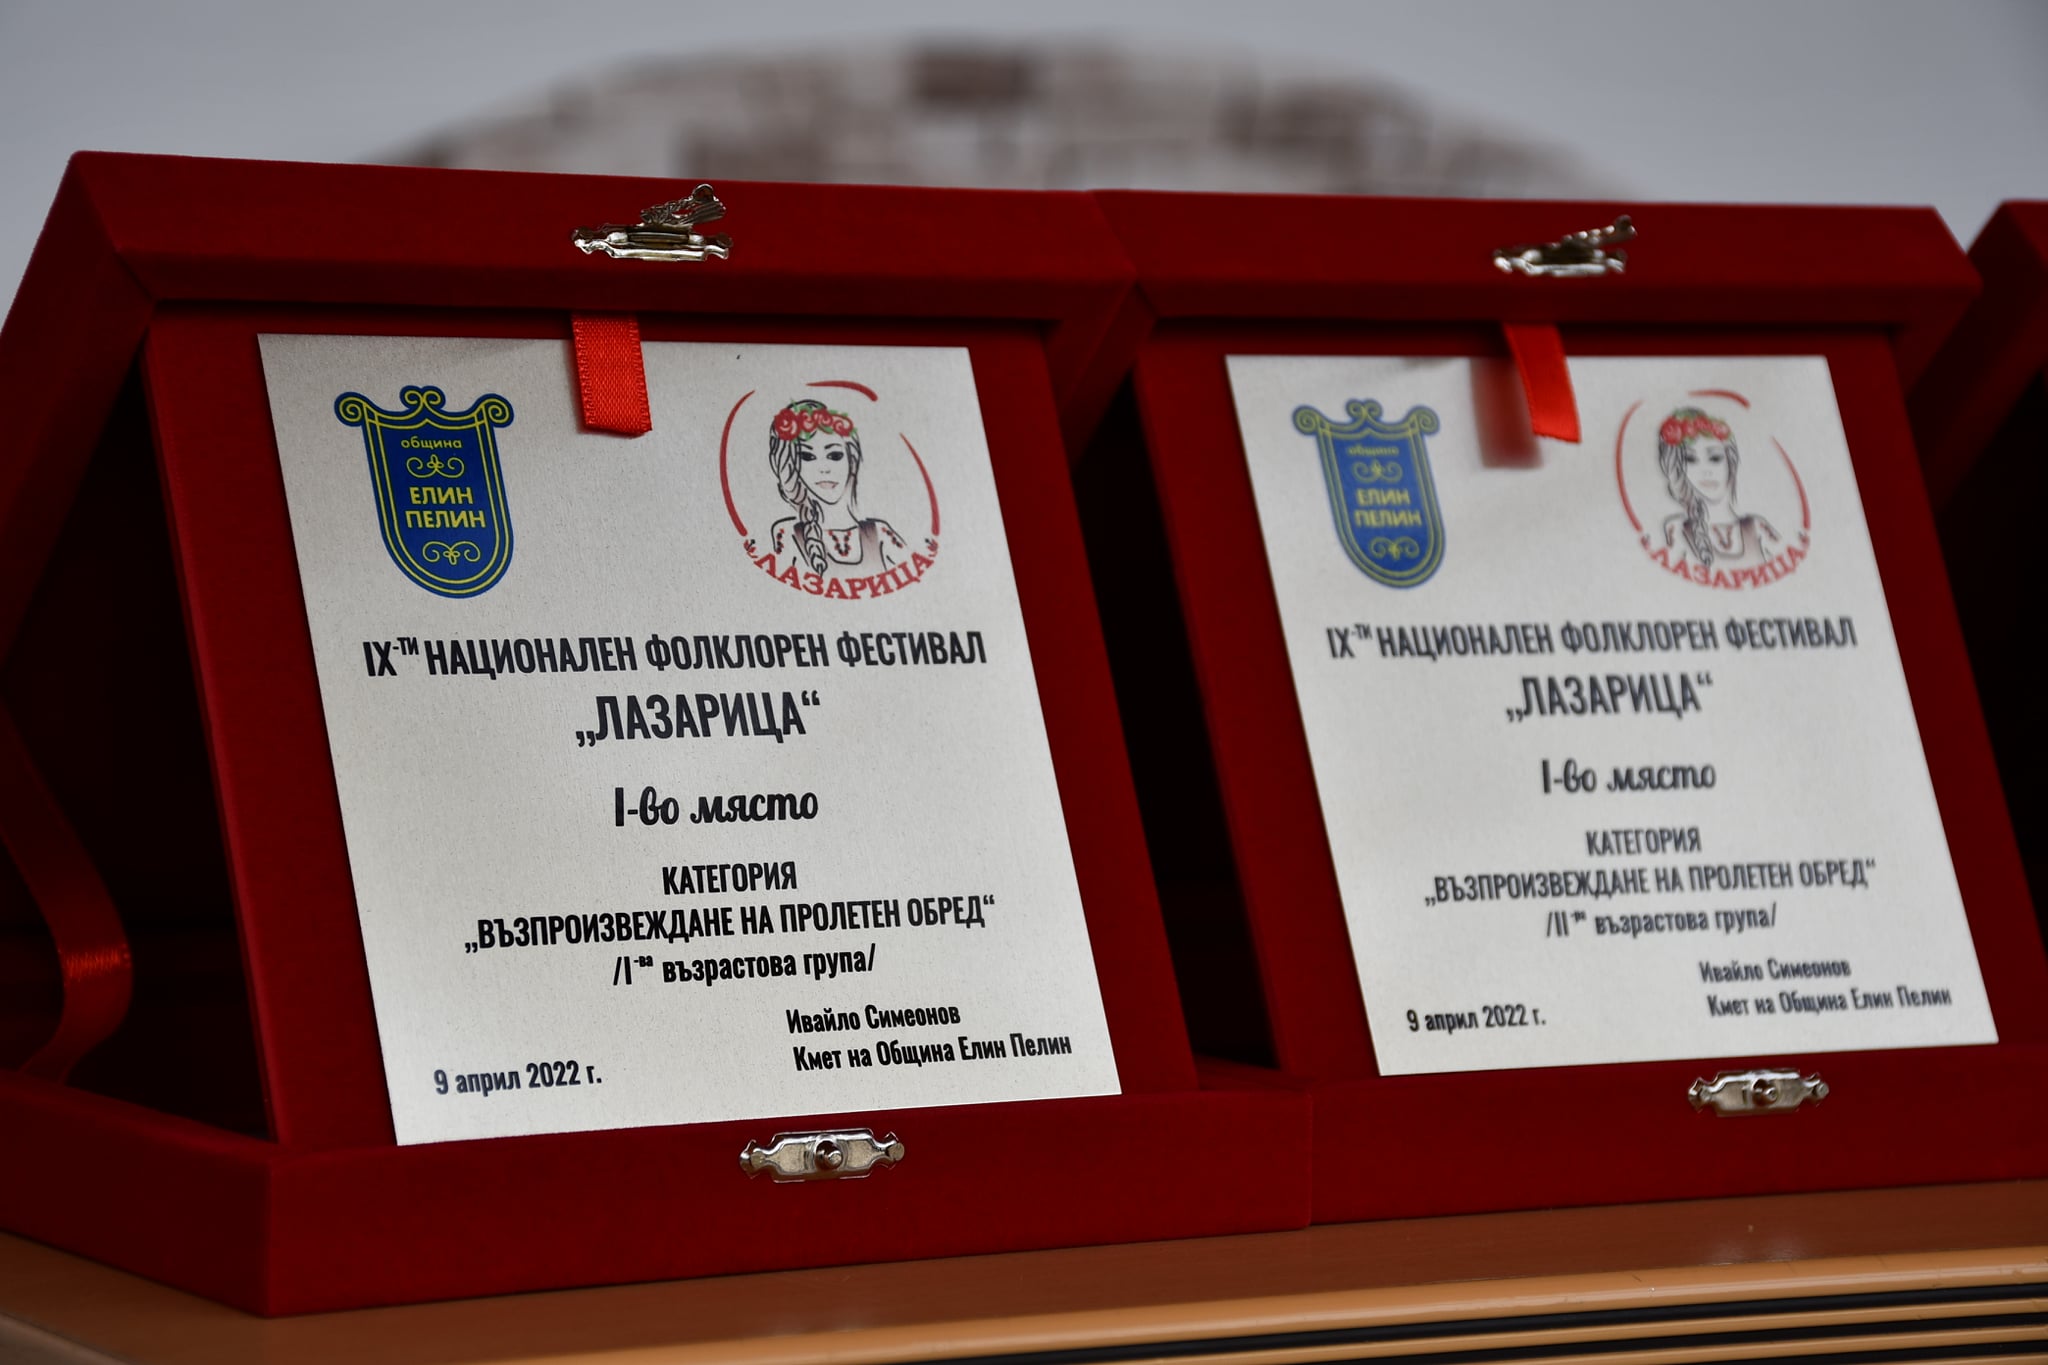 община
ЕЛИН
ПЕЛИН
ЛАЗАРИЦА
IX-ТИ НАЦИОНАЛЕН ФОЛКЛОРЕН ФЕСТИВАЛ
„ЛАЗАРИЦА“
I-во място
КАТЕГОРИЯ
„ВЪЗПРОИЗВЕЖДАНЕ НА ПРОЛЕТЕН ОБРЕД“
/I-ва възрастова група/
Ивайло Симеонов
Кмет на Община Елин Пелин
9 април 2022 г.
община
ЕЛИН
ПЕЛИН
ЛАЗАРИЦА
IX-ТИ НАЦИОНАЛЕН ФОЛКЛОРЕН ФЕСТИВАЛ
„ЛАЗАРИЦА“
I-во място
КАТЕГОРИЯ
„ВЪЗПРОИЗВЕЖДАНЕ НА ПРОЛЕТЕН ОБРЕД“
/II-ра възрастова група/
Ивайло Симеонов
Кмет на Община Елин Пелин
9 април 2022 г.